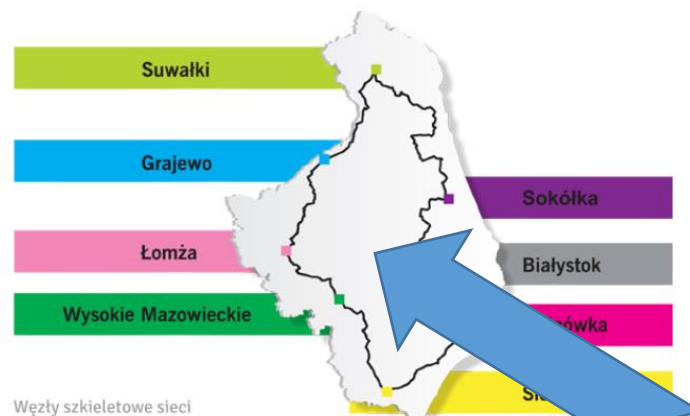 Suwałki
Grajewo
Sokółka
Łomża
Białystok
Wysokie Mazowieckie
Węzły szkieletowe sieci